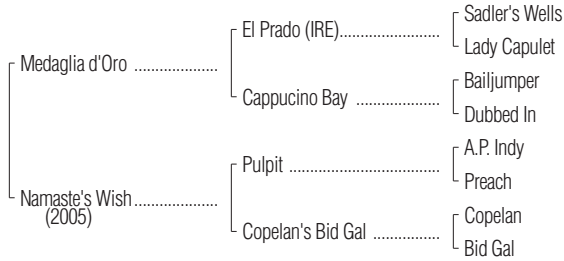 Sadler's Wells
El Prado (IRE)....................
Lady Capulet
Medaglia d'Oro .................
Bailjumper
Cappucino Bay .................
Dubbed In
A.P. Indy
Pulpit ..............................
Preach
Namaste's Wish .................
(2005)
Copelan
Copelan's Bid Gal ..............
Bid Gal